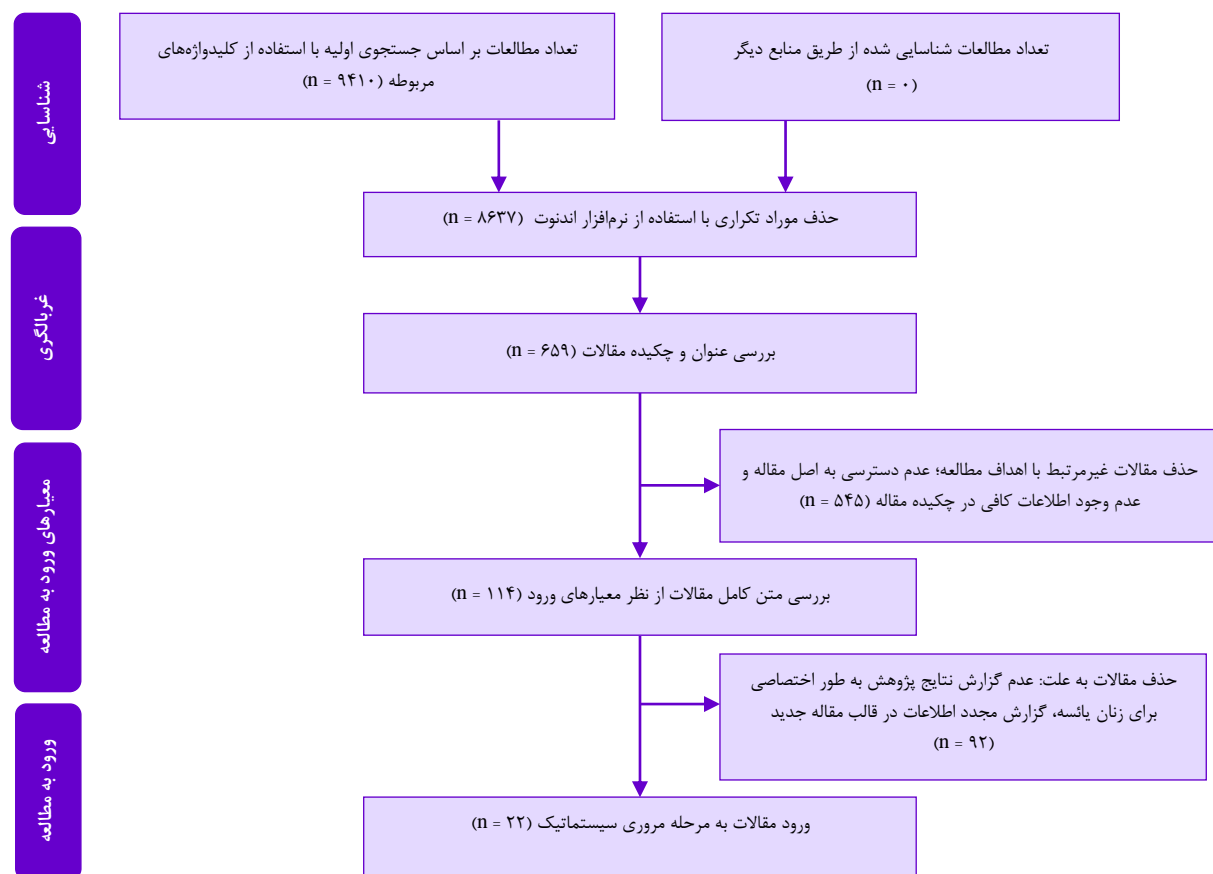 شناسایی
تعداد مطالعات شناسایی شده از طریق منابع دیگر
(n = ۰)
تعداد مطالعات بر اساس جستجوی اولیه با استفاده از کلیدواژه‌های
مربوطه (n = ۹۴۱۰)
حذف موراد تکراری با استفاده از نرم‌افزار اندنوت (n = ۸۶۳۷)
غربالگری
بررسی عنوان و چکیده مقالات (n = ۶۵۹)
حذف مقالات غیرمرتبط با اهداف مطالعه؛ عدم دسترسی به اصل مقاله و
عدم وجود اطلاعات کافی در چکیده مقاله (n = ۵۴۵)
معیارهای ورود به مطالعه
بررسی متن کامل مقالات از نظر معیارهای ورود (n = ۱۱۴)
حذف مقالات به علت: عدم گزارش نتایج پژوهش به طور اختصاصی
برای زنان یائسه، گزارش مجدد اطلاعات در قالب مقاله جدید
(n = ۹۲)
ورود به مطالعه
ورود مقالات به مرحله مروری سیستماتیک (n = ۲۲)